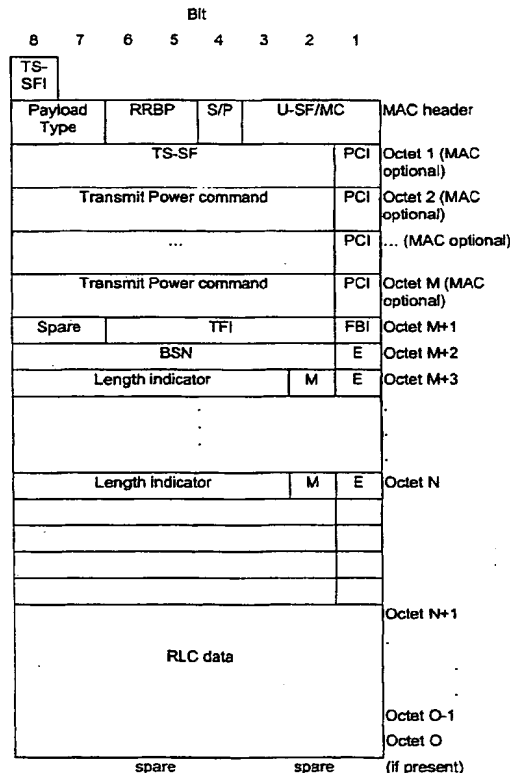 Bit
8 7 6 5 4 3 2 1
TS-
SFI
Payload Type RRBP S/P U-SF/MC MAC header
TS-SF PCI Octet 1 (MAC optional)
Transmit Power command PCI Octet 2 (MAC optional)
... PCI ... (MAC optional)
Transmit Power command PCI Octet M (MAC optional)
Spare TFI FBI Octet M+1
BSN E Octet M+2
Length indicator M E Octet M+3
. .
. .
. .
Length indicator M E Octet N
Octet N+1
.
RLC data
.
.
Octet O-1
Octet O
spare spare (if present)